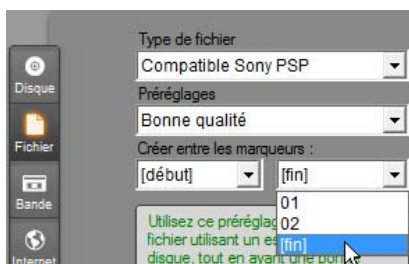 Type de fichier
Compatible Sony PSP
Disque
Préréglages
Bonne qualité
Fichier
Créer entre les marqueurs :
[début]
[fin]
01
Bande
02
Utilisez ce préréglag
[fin]
fichier utilisant un es
disque, tout en ayant une bonne
Internet